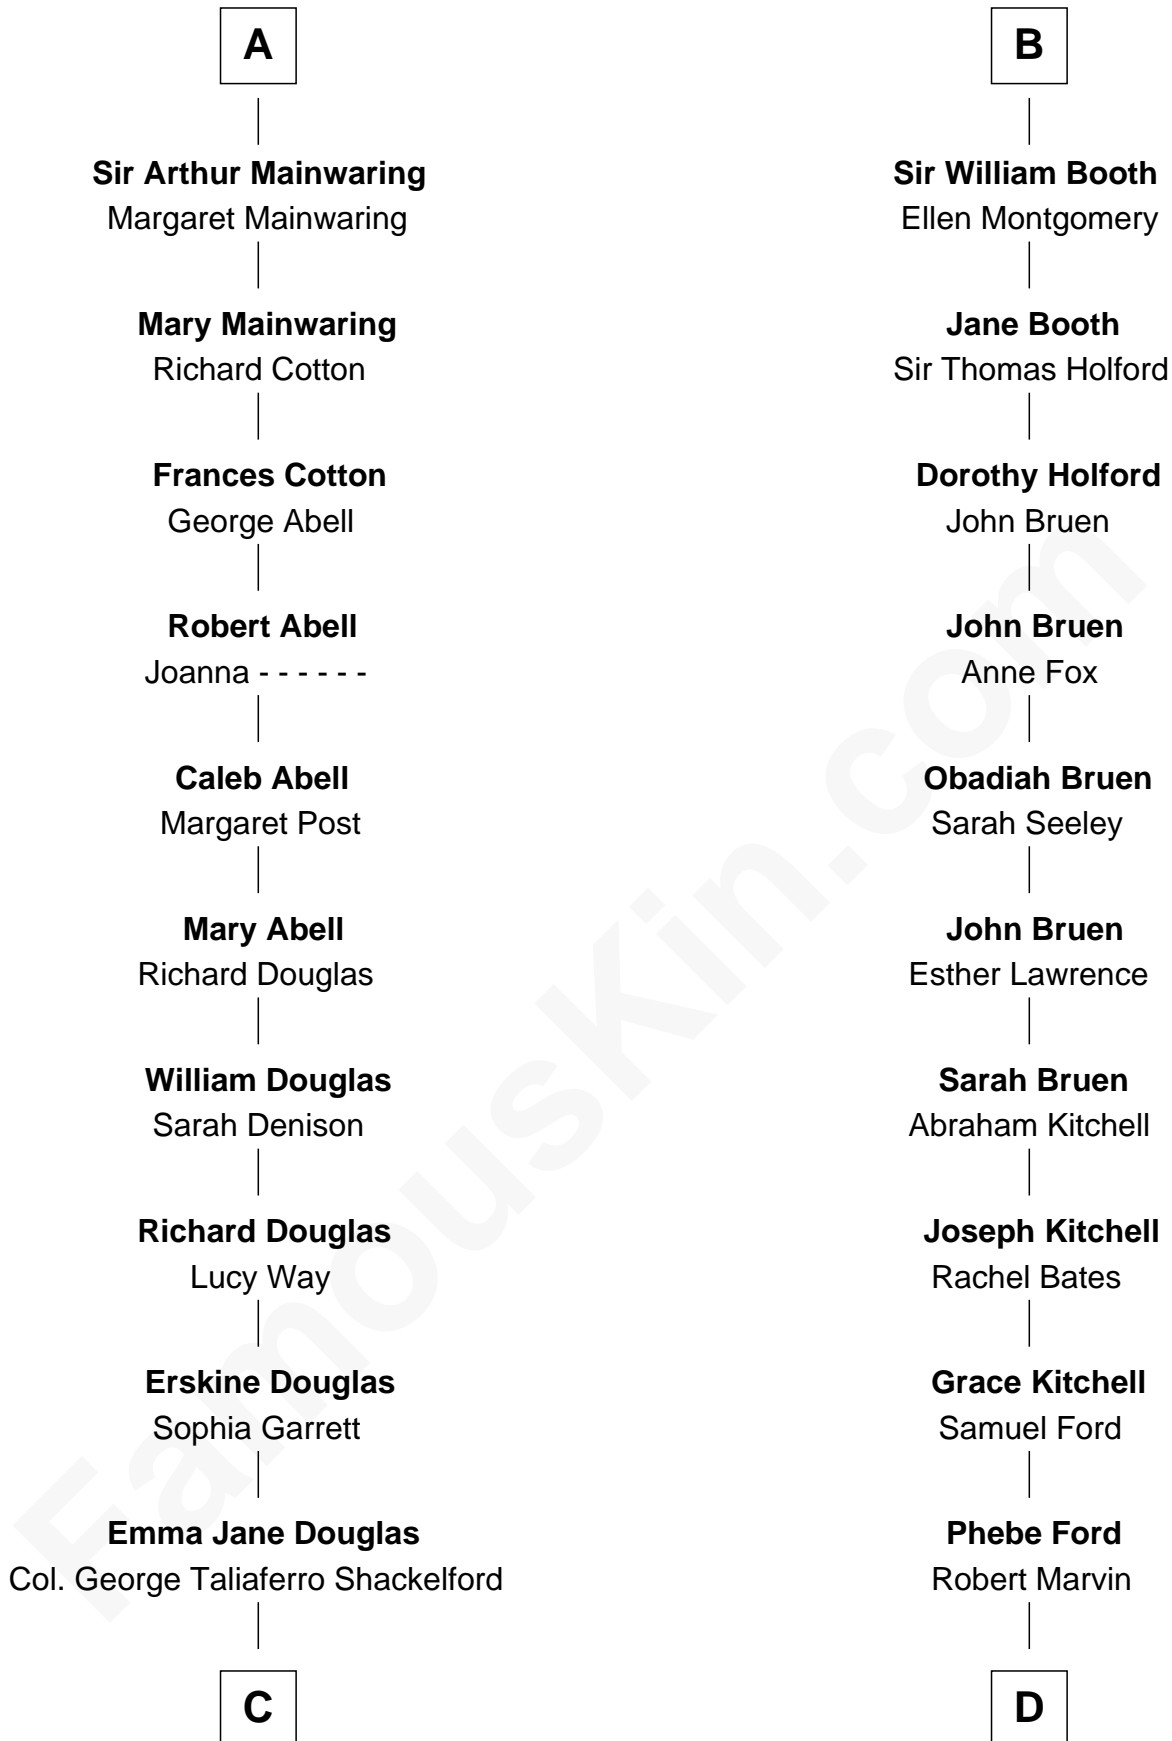 A
Sir Arthur Mainwaring
Margaret Mainwaring
Mary Mainwaring
Richard Cotton
Frances Cotton
George Abell
Robert Abell
Joanna - - - - - -
Caleb Abell
Margaret Post
Mary Abell
Richard Douglas
William Douglas
Sarah Denison
Richard Douglas
Lucy Way
Erskine Douglas
Sophia Garrett
Emma Jane Douglas
Col. George Taliaferro Shackelford
C
B
Sir William Booth
Ellen Montgomery
Jane Booth
Sir Thomas Holford
Dorothy Holford
John Bruen
John Bruen
Anne Fox
Obadiah Bruen
Sarah Seeley
John Bruen
Esther Lawrence
Sarah Bruen
Abraham Kitchell
Joseph Kitchell
Rachel Bates
Grace Kitchell
Samuel Ford
Phebe Ford
Robert Marvin
D
FamousKin.com